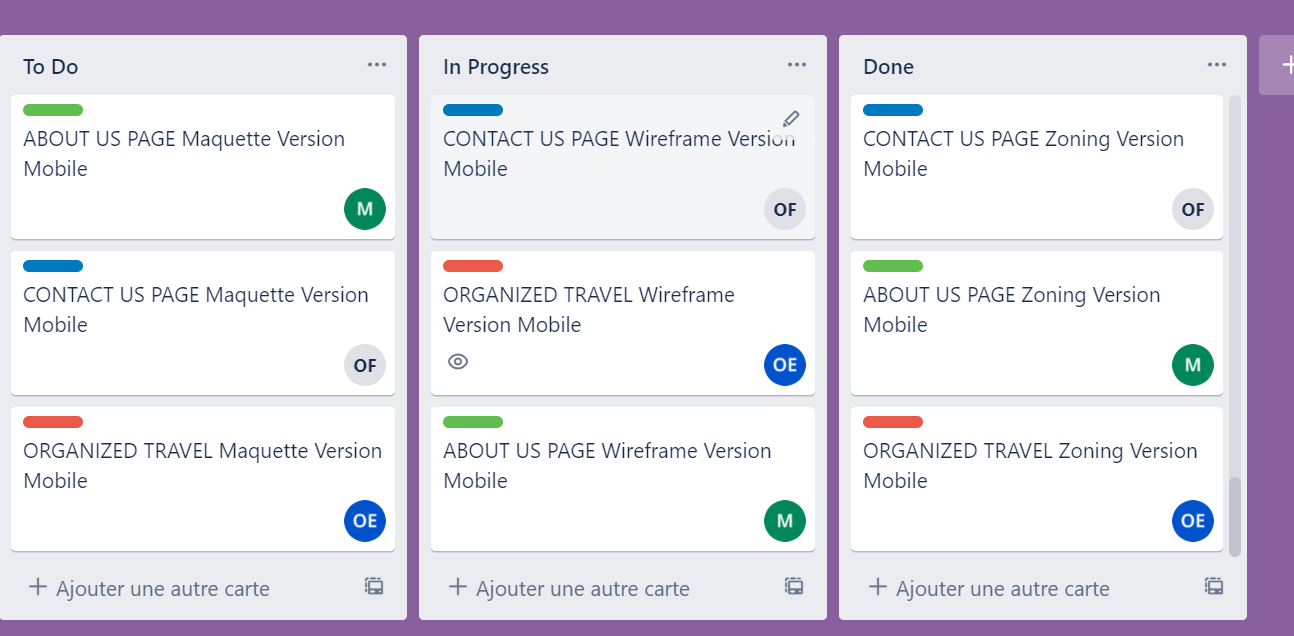 To Do
ABOUT US PAGE Maquette Version
Mobile
M
CONTACT US PAGE Maquette Version
Mobile
OF
ORGANIZED TRAVEL Maquette Version
Mobile
OE
Ajouter une autre carte
In Progress
CONTACT US PAGE Wireframe Version
Mobile
OF
ORGANIZED TRAVEL Wireframe
Version Mobile
OE
ABOUT US PAGE Wireframe Version
Mobile
M
Ajouter une autre carte
Done
CONTACT US PAGE Zoning Version
Mobile
OF
ABOUT US PAGE Zoning Version
Mobile
M
ORGANIZED TRAVEL Zoning Version
Mobile
OE
Ajouter une autre carte